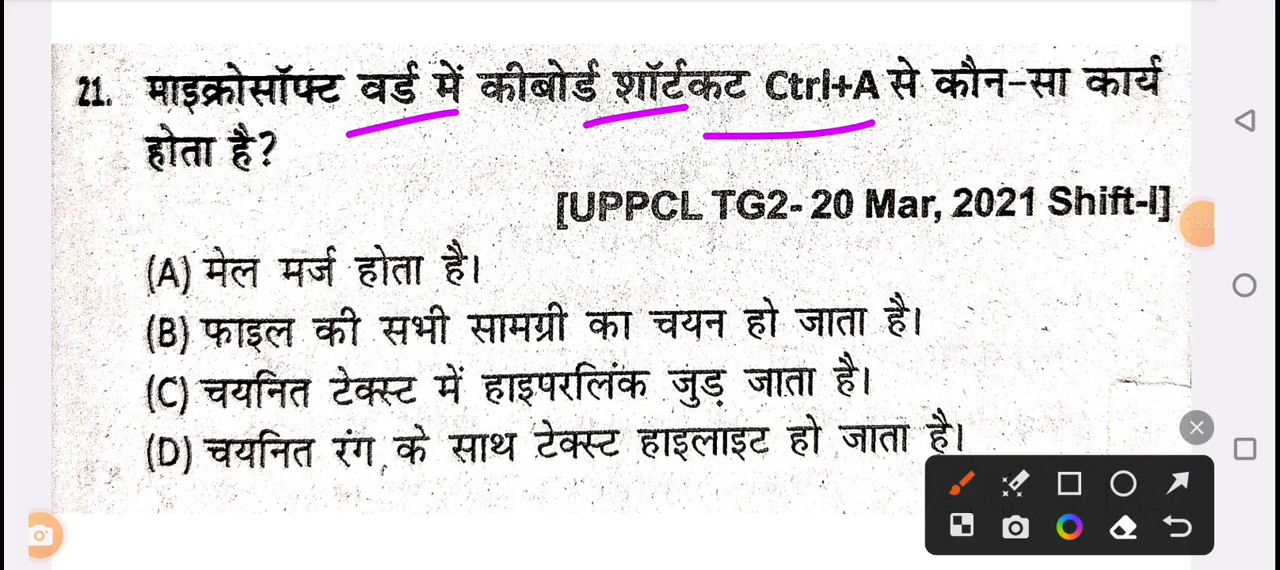 21. माइक्रोसॉफ्ट वर्ड में कीबोर्ड शॉर्टकट Ctrl+A से कौन-सा कार्य
होता है?
[UPPCL TG2- 20 Mar, 2021 Shift-I]
(A) मेल मर्ज होता है।
(B) फाइल की सभी सामग्री का चयन हो जाता है।
(C) चयनित टेक्स्ट में हाइपरलिंक जुड़ जाता है।
(D) चयनित रंग के साथ टेक्स्ट हाइलाइट हो जाता है।